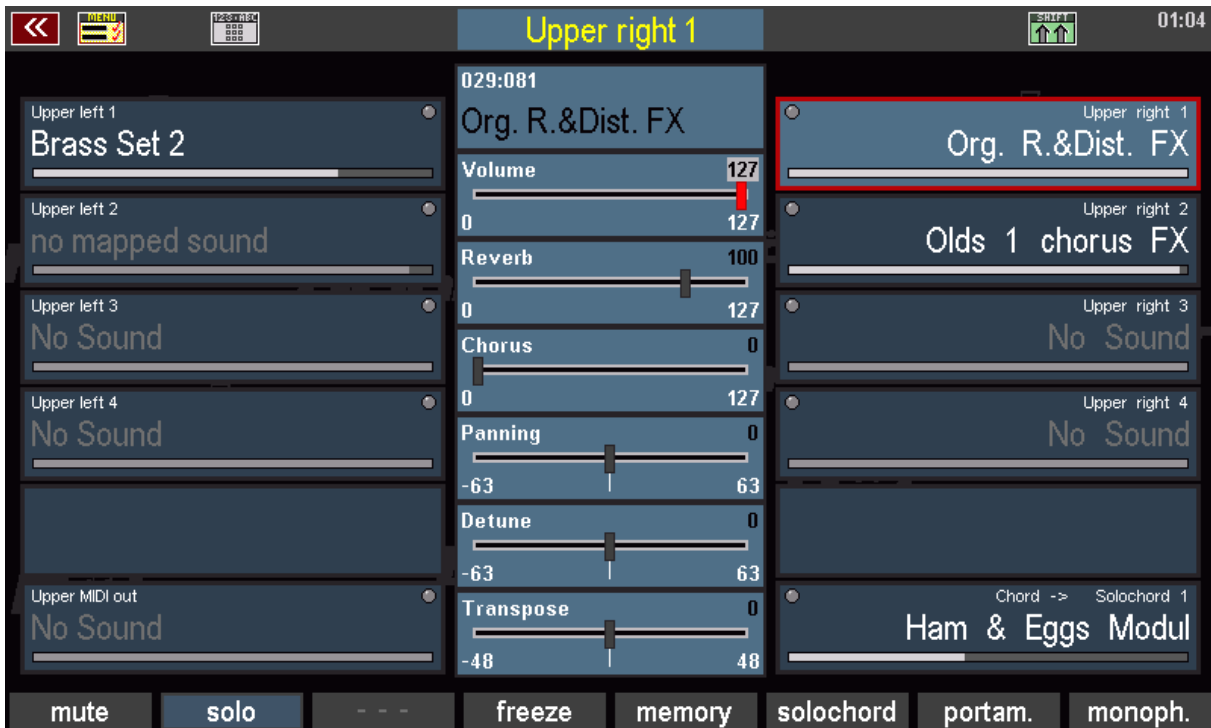 MENU
123*ABC
Upper right 1
SHIFT
01:04
Upper left 1
Brass Set 2
Upper left 2
no mapped sound
Upper left 3
No Sound
Upper left 4
No Sound
Upper MIDI out
No Sound
029:081
Org. R.&Dist. FX
Volume 127
0 127
Reverb 100
0 127
Chorus 0
0 127
Panning 0
-63 63
Detune 0
-63 63
Transpose 0
-48 48
Upper right 1
Org. R.&Dist. FX
Upper right 2
Olds 1 chorus FX
Upper right 3
No Sound
Upper right 4
No Sound
Chord -> Solochord 1
Ham & Eggs Modul
mute solo - - - freeze memory solochord portam. monoph.